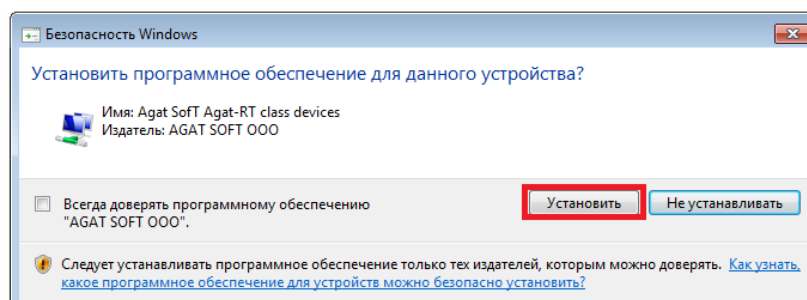 Безопасность Windows
Установить программное обеспечение для данного устройства?
Имя: Agat SofT Agat-RT class devices
Издатель: AGAT SOFT OOO
Всегда доверять программному обеспечению
"AGAT SOFT OOO".
Установить
Не устанавливать
Следует устанавливать программное обеспечение только тех издателей, которым можно доверять. Как узнать,
какое программное обеспечение для устройств можно безопасно установить?